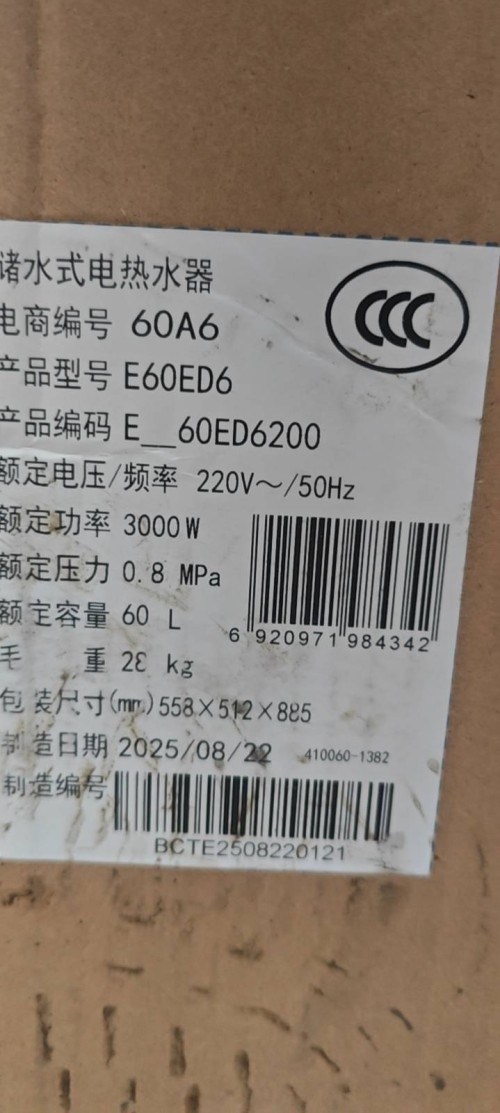 储水式电热水器
电商编号 60A6
产品型号 E60ED6
产品编码 E__60ED6200
额定电压/频率 220V～/50Hz
额定功率 3000W
额定压力 0.8 MPa
额定容量 60 L
6 920971 984342
毛 重 28 kg
包装尺寸(mm)558×512×885
制造日期 2025/08/22 410060-1382
制造编号
BCTE2508220121
CCC